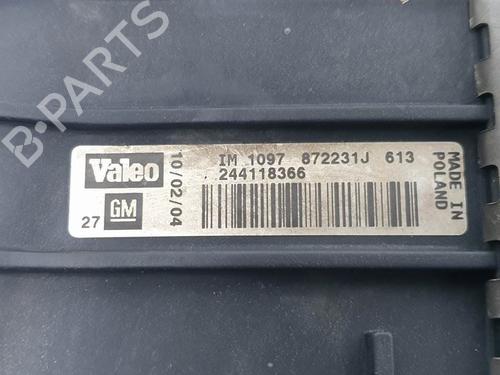 B-PARTS
Valeo
10/02/04
IM 1097 872231J 613
244118366
27 GM
MADE IN
POLAND